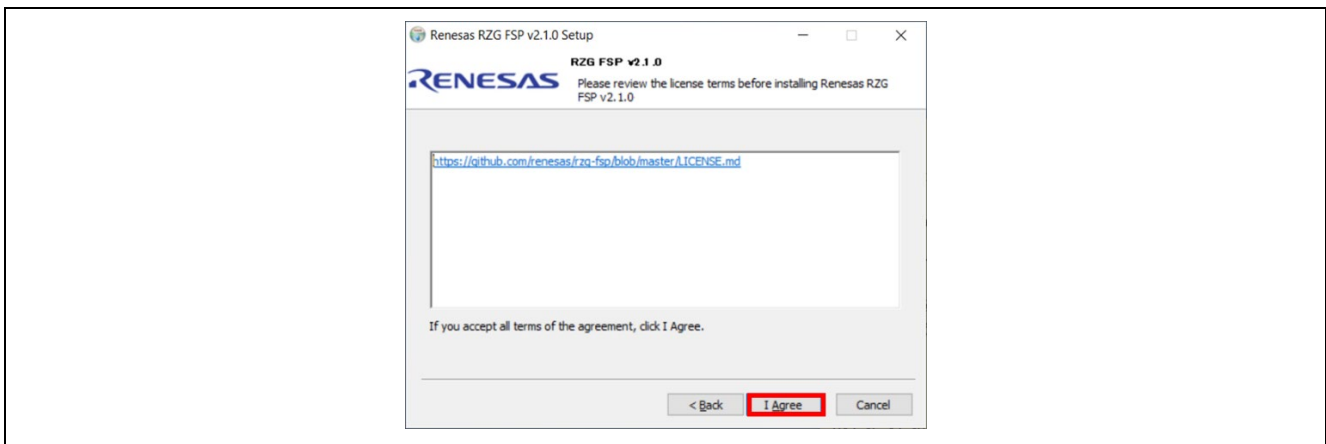 Renesas RZG FSP v2.1.0 Setup
RZG FSP v2.1.0
RENESAS
Please review the license terms before installing Renesas RZG
FSP v2.1.0
https://github.com/renesas/rzg-fsp/blob/master/LICENSE.md
If you accept all terms of the agreement, click I Agree.
< Back
I Agree
Cancel